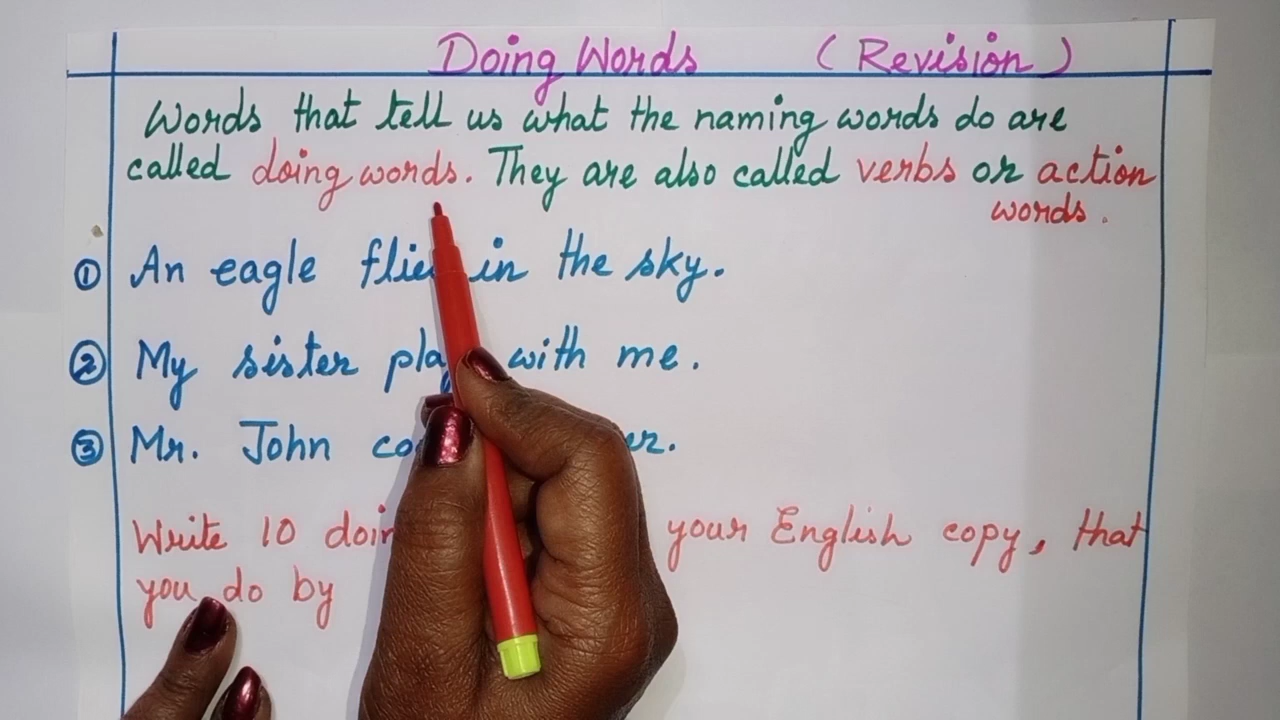 Doing Words (Revision)
Words that tell us what the naming words do are
called doing words. They are also called verbs or action
words.
① An eagle flies in the sky.
② My sister with me.
③ Mr. John
Write 10 your English copy, that
you do by